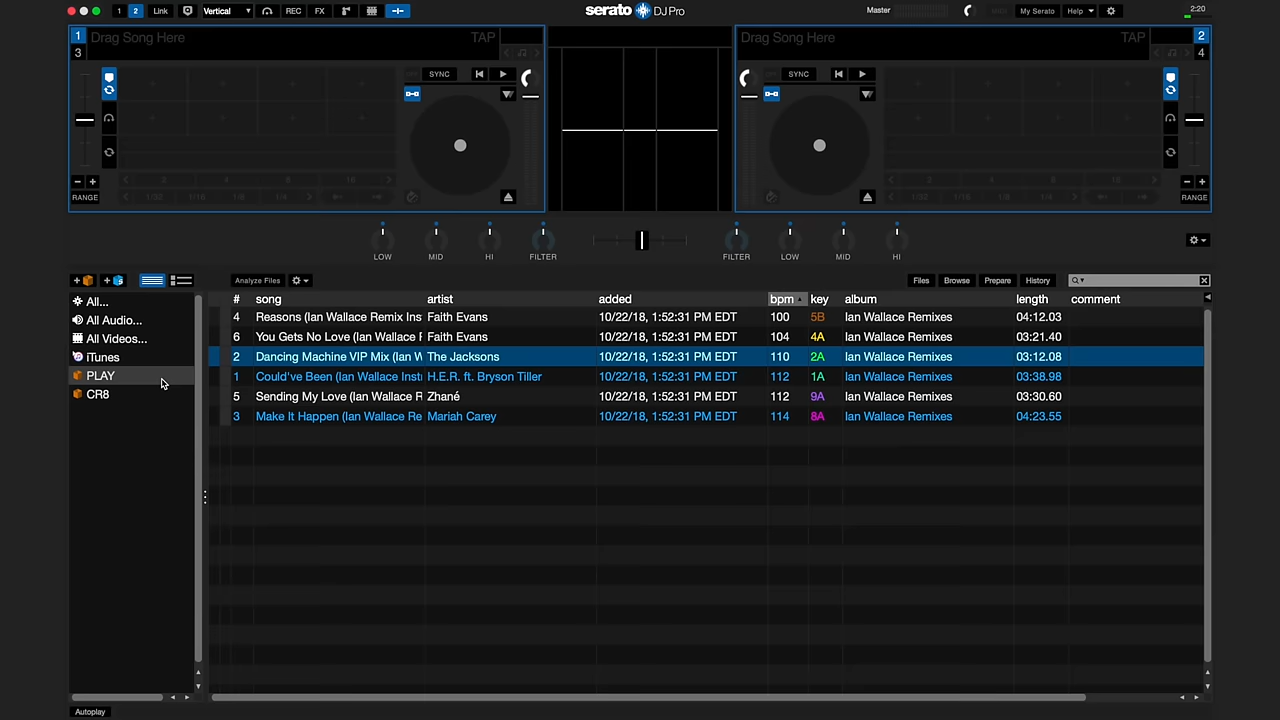 1 2 Link Vertical REC FX serato DJ Pro Master My Serato Help 2:20
1 Drag Song Here TAP
3
Drag Song Here TAP 2
4
SYNC
SYNC
RANGE
RANGE
LOW MID HI FILTER FILTER LOW MID HI
Analyze Files Files Browse Prepare History
# song artist added bpm key album length comment
All...
All Audio...
All Videos...
iTunes
PLAY
CR8
4 Reasons (Ian Wallace Remix Ins Faith Evans 10/22/18, 1:52:31 PM EDT 100 5B Ian Wallace Remixes 04:12.03
6 You Gets No Love (Ian Wallace F Faith Evans 10/22/18, 1:52:31 PM EDT 104 4A Ian Wallace Remixes 03:21.40
2 Dancing Machine VIP Mix (Ian W The Jacksons 10/22/18, 1:52:31 PM EDT 110 2A Ian Wallace Remixes 03:12.08
1 Could've Been (Ian Wallace Instr H.E.R. ft. Bryson Tiller 10/22/18, 1:52:31 PM EDT 112 1A Ian Wallace Remixes 03:38.98
5 Sending My Love (Ian Wallace R Zhané 10/22/18, 1:52:31 PM EDT 112 9A Ian Wallace Remixes 03:30.60
3 Make It Happen (Ian Wallace Re Mariah Carey 10/22/18, 1:52:31 PM EDT 114 8A Ian Wallace Remixes 04:23.55
Autoplay